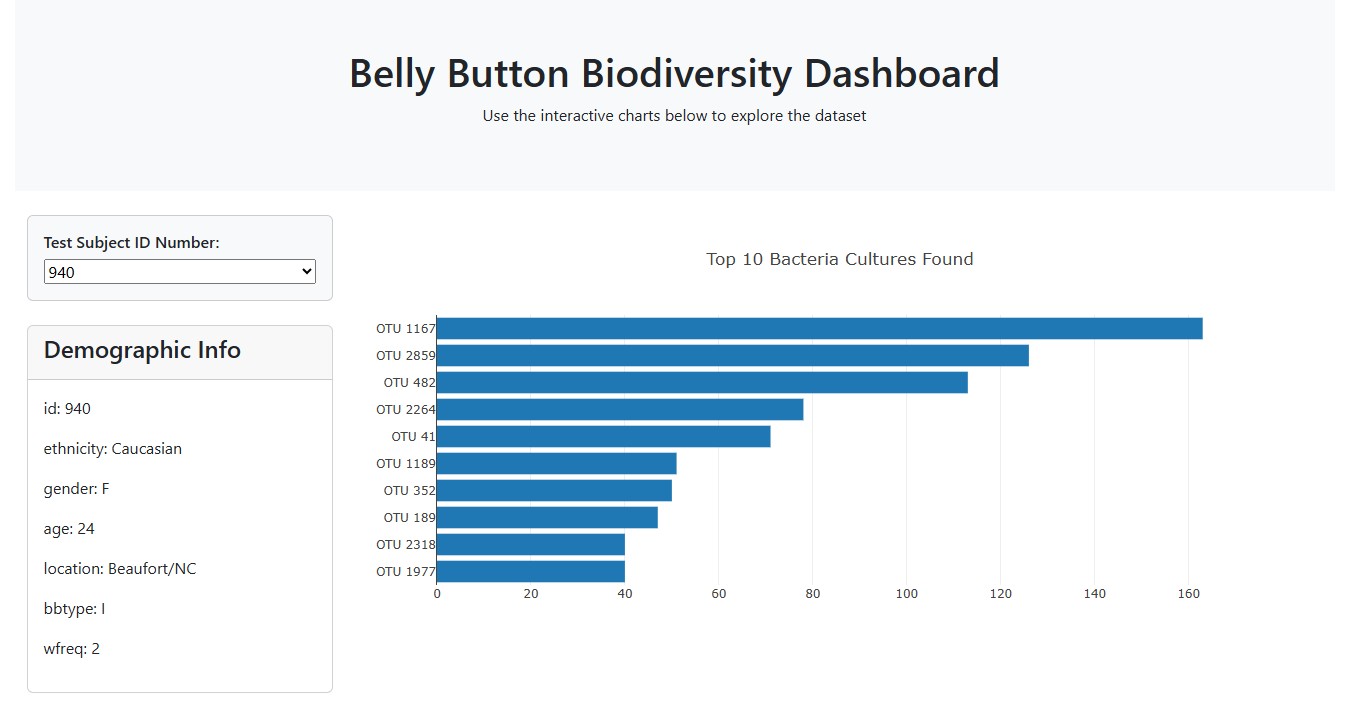 Belly Button Biodiversity Dashboard
Use the interactive charts below to explore the dataset
Test Subject ID Number:
940
Demographic Info
id: 940
ethnicity: Caucasian
gender: F
age: 24
location: Beaufort/NC
bbtype: I
wfreq: 2
Top 10 Bacteria Cultures Found
OTU 1167
OTU 2859
OTU 482
OTU 2264
OTU 41
OTU 1189
OTU 352
OTU 189
OTU 2318
OTU 1977
0 20 40 60 80 100 120 140 160